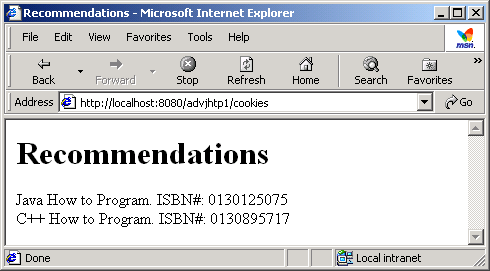 Recommendations - Microsoft Internet Explorer
File Edit View Favorites Tools Help
msn.
Back Forward Stop Refresh Home Search Favorites »
Address http://localhost:8080/advjhtp1/cookies Go
Recommendations
Java How to Program. ISBN#: 0130125075
C++ How to Program. ISBN#: 0130895717
Done Local intranet